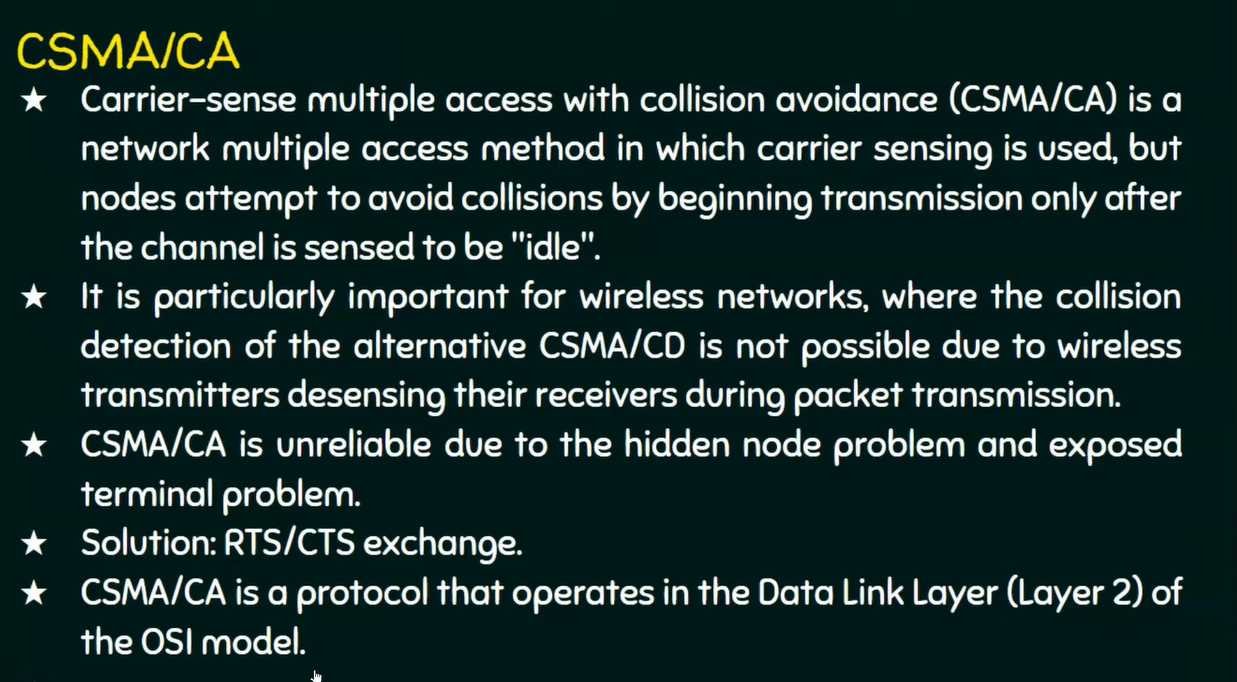 CSMA/CA
★ Carrier-sense multiple access with collision avoidance (CSMA/CA) is a
network multiple access method in which carrier sensing is used, but
nodes attempt to avoid collisions by beginning transmission only after
the channel is sensed to be "idle".
★ It is particularly important for wireless networks, where the collision
detection of the alternative CSMA/CD is not possible due to wireless
transmitters desensing their receivers during packet transmission.
★ CSMA/CA is unreliable due to the hidden node problem and exposed
terminal problem.
★ Solution: RTS/CTS exchange.
★ CSMA/CA is a protocol that operates in the Data Link Layer (Layer 2) of
the OSI model.